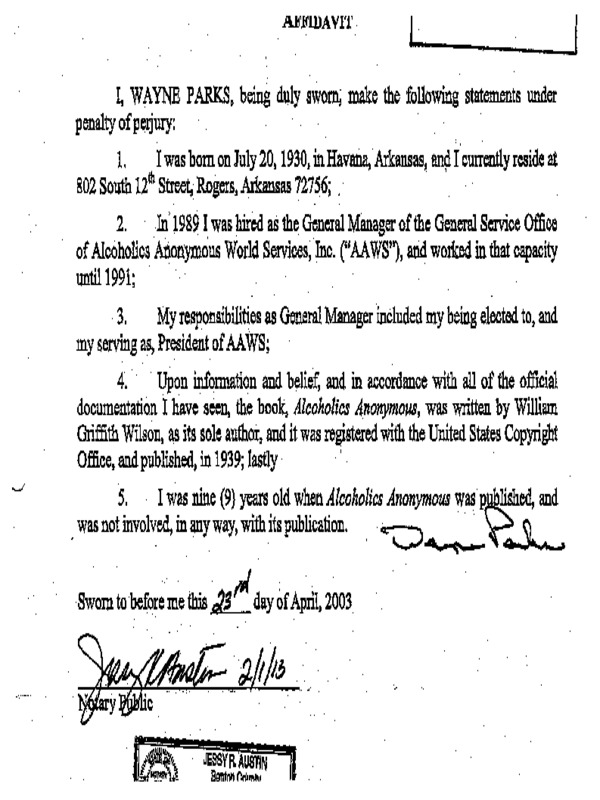 AFFIDAVIT
I, WAYNE PARKS, being duly sworn, make the following statements under
penalty of perjury:
1. I was born on July 20, 1930, in Havana, Arkansas, and I currently reside at
802 South 12th Street, Rogers, Arkansas 72756;
2. In 1989 I was hired as the General Manager of the General Service Office
of Alcoholics Anonymous World Services, Inc. ("AAWS"), and worked in that capacity
until 1991;
3. My responsibilities as General Manager included my being elected to, and
my serving as, President of AAWS;
4. Upon information and belief, and in accordance with all of the official
documentation I have seen, the book, Alcoholics Anonymous, was written by William
Griffith Wilson, as its sole author, and it was registered with the United States Copyright
Office, and published, in 1939; lastly
5. I was nine (9) years old when Alcoholics Anonymous was published, and
was not involved, in any way, with its publication.
Wayne Parks
Sworn to before me this 23rd day of April, 2003
Jessy R Austin 2/1/13
Notary Public
JESSY R. AUSTIN
Benton County